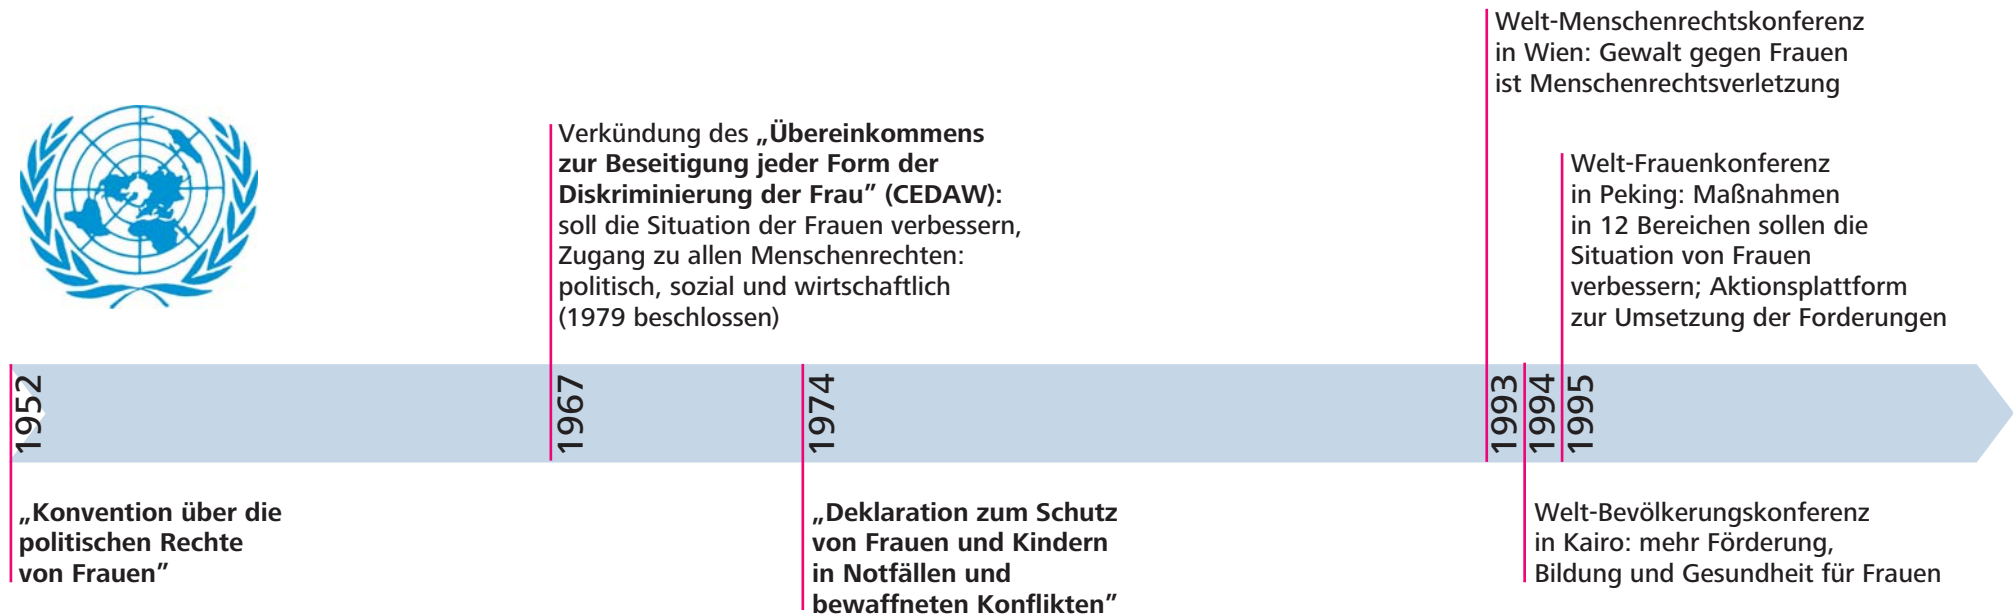 1952
„Konvention über die
politischen Rechte
von Frauen”
1967
Verkündung des „Übereinkommens
zur Beseitigung jeder Form der
Diskriminierung der Frau” (CEDAW):
soll die Situation der Frauen verbessern,
Zugang zu allen Menschenrechten:
politisch, sozial und wirtschaftlich
(1979 beschlossen)
1974
„Deklaration zum Schutz
von Frauen und Kindern
in Notfällen und
bewaffneten Konflikten”
1993
Welt-Menschenrechtskonferenz
in Wien: Gewalt gegen Frauen
ist Menschenrechtsverletzung
1994
Welt-Bevölkerungskonferenz
in Kairo: mehr Förderung,
Bildung und Gesundheit für Frauen
1995
Welt-Frauenkonferenz
in Peking: Maßnahmen
in 12 Bereichen sollen die
Situation von Frauen
verbessern; Aktionsplattform
zur Umsetzung der Forderungen